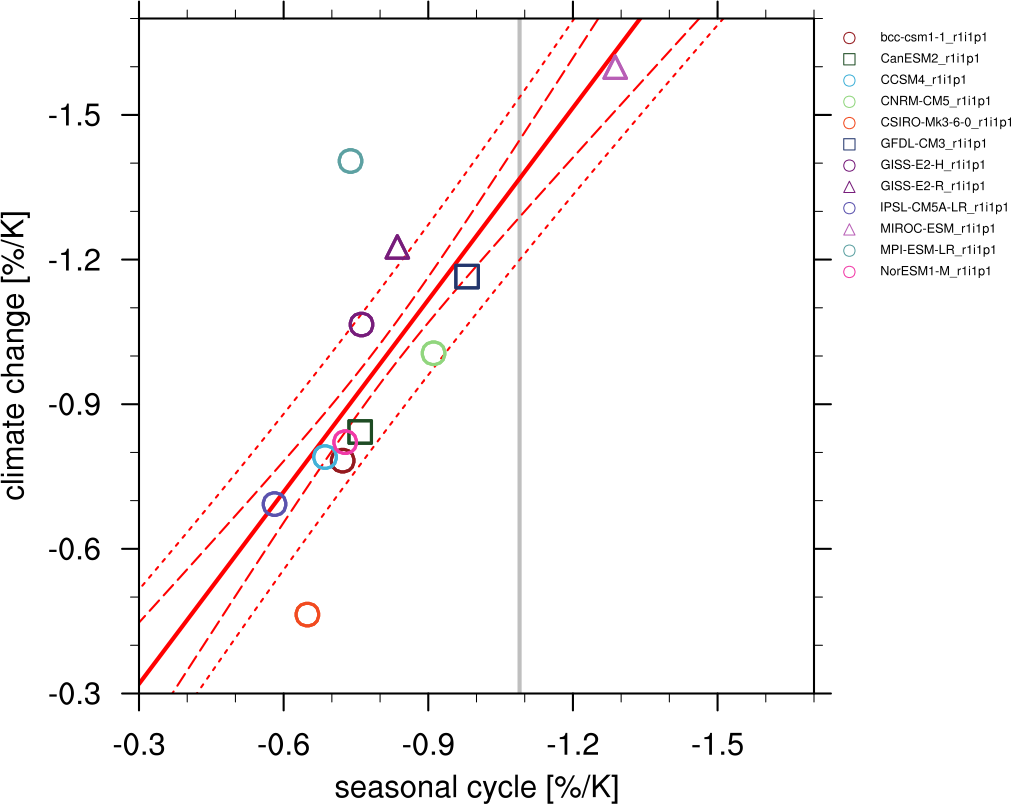 climate change [%/K]
-1.5
-1.2
-0.9
-0.6
-0.3
-0.3
-0.6
-0.9
-1.2
-1.5
seasonal cycle [%/K]
bcc-csm1-1_r1i1p1
CanESM2_r1i1p1
CCSM4_r1i1p1
CNRM-CM5_r1i1p1
CSIRO-Mk3-6-0_r1i1p1
GFDL-CM3_r1i1p1
GISS-E2-H_r1i1p1
GISS-E2-R_r1i1p1
IPSL-CM5A-LR_r1i1p1
MIROC-ESM_r1i1p1
MPI-ESM-LR_r1i1p1
NorESM1-M_r1i1p1